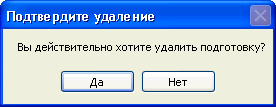 Подтвердите удаление
Вы действительно хотите удалить подготовку?
Да
Нет